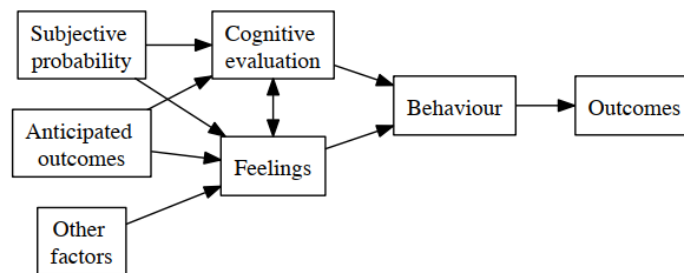 Subjective
probability
Cognitive
evaluation
Behaviour
Outcomes
Anticipated
outcomes
Feelings
Other
factors